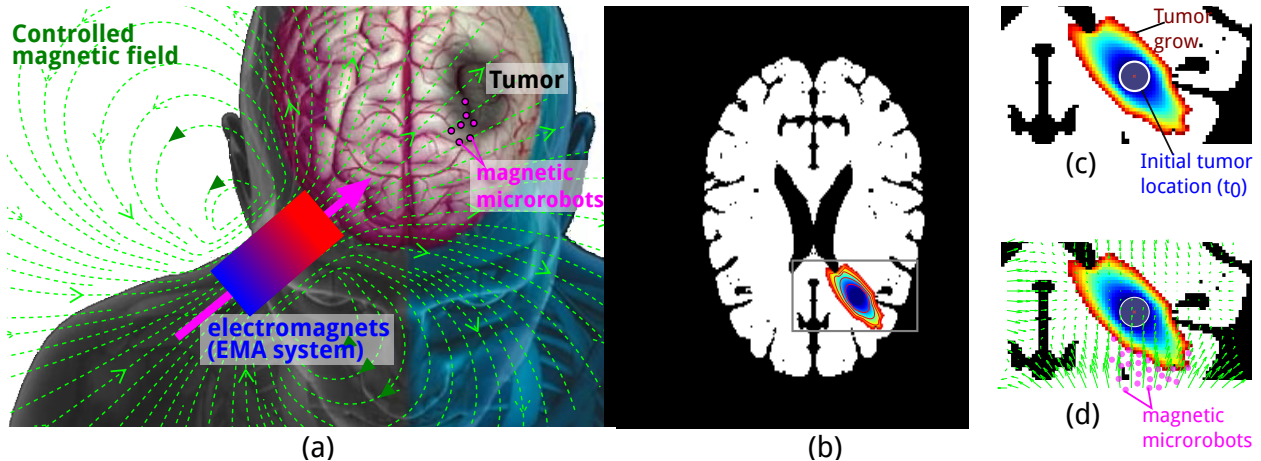 Controlled
magnetic field
Tumor
magnetic
microrobots
electromagnets
(EMA system)
(a)
(b)
Tumor
grow.
(c)
Initial tumor
location (t0)
(d)
magnetic
microrobots